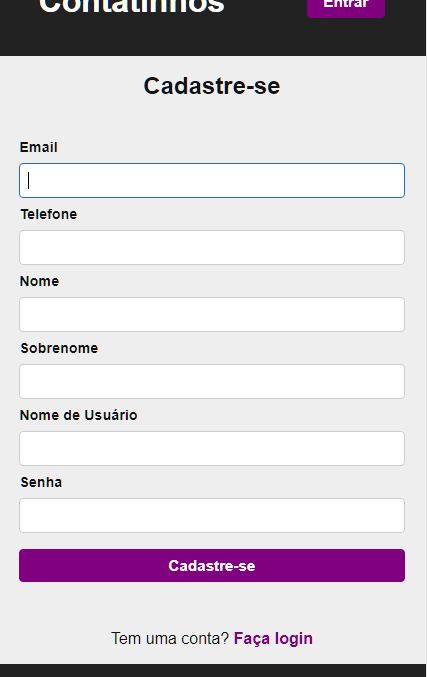 Contatinhos
Entrar
Cadastre-se
Email
Telefone
Nome
Sobrenome
Nome de Usuário
Senha
Cadastre-se
Tem uma conta? Faça login